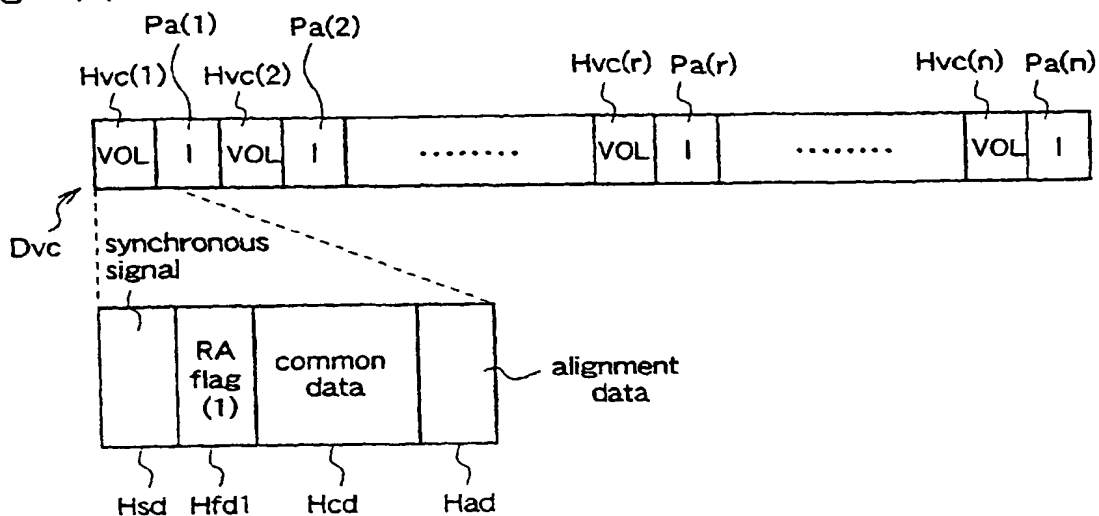 Pa(1) Pa(2)
Hvc(1) Hvc(2) Hvc(r) Pa(r) Hvc(n) Pa(n)
VOL I VOL I ········ VOL I ········ VOL I
Dvc
synchronous
signal
RA
flag
(1)
common
data
alignment
data
Hsd Hfd1 Hcd Had